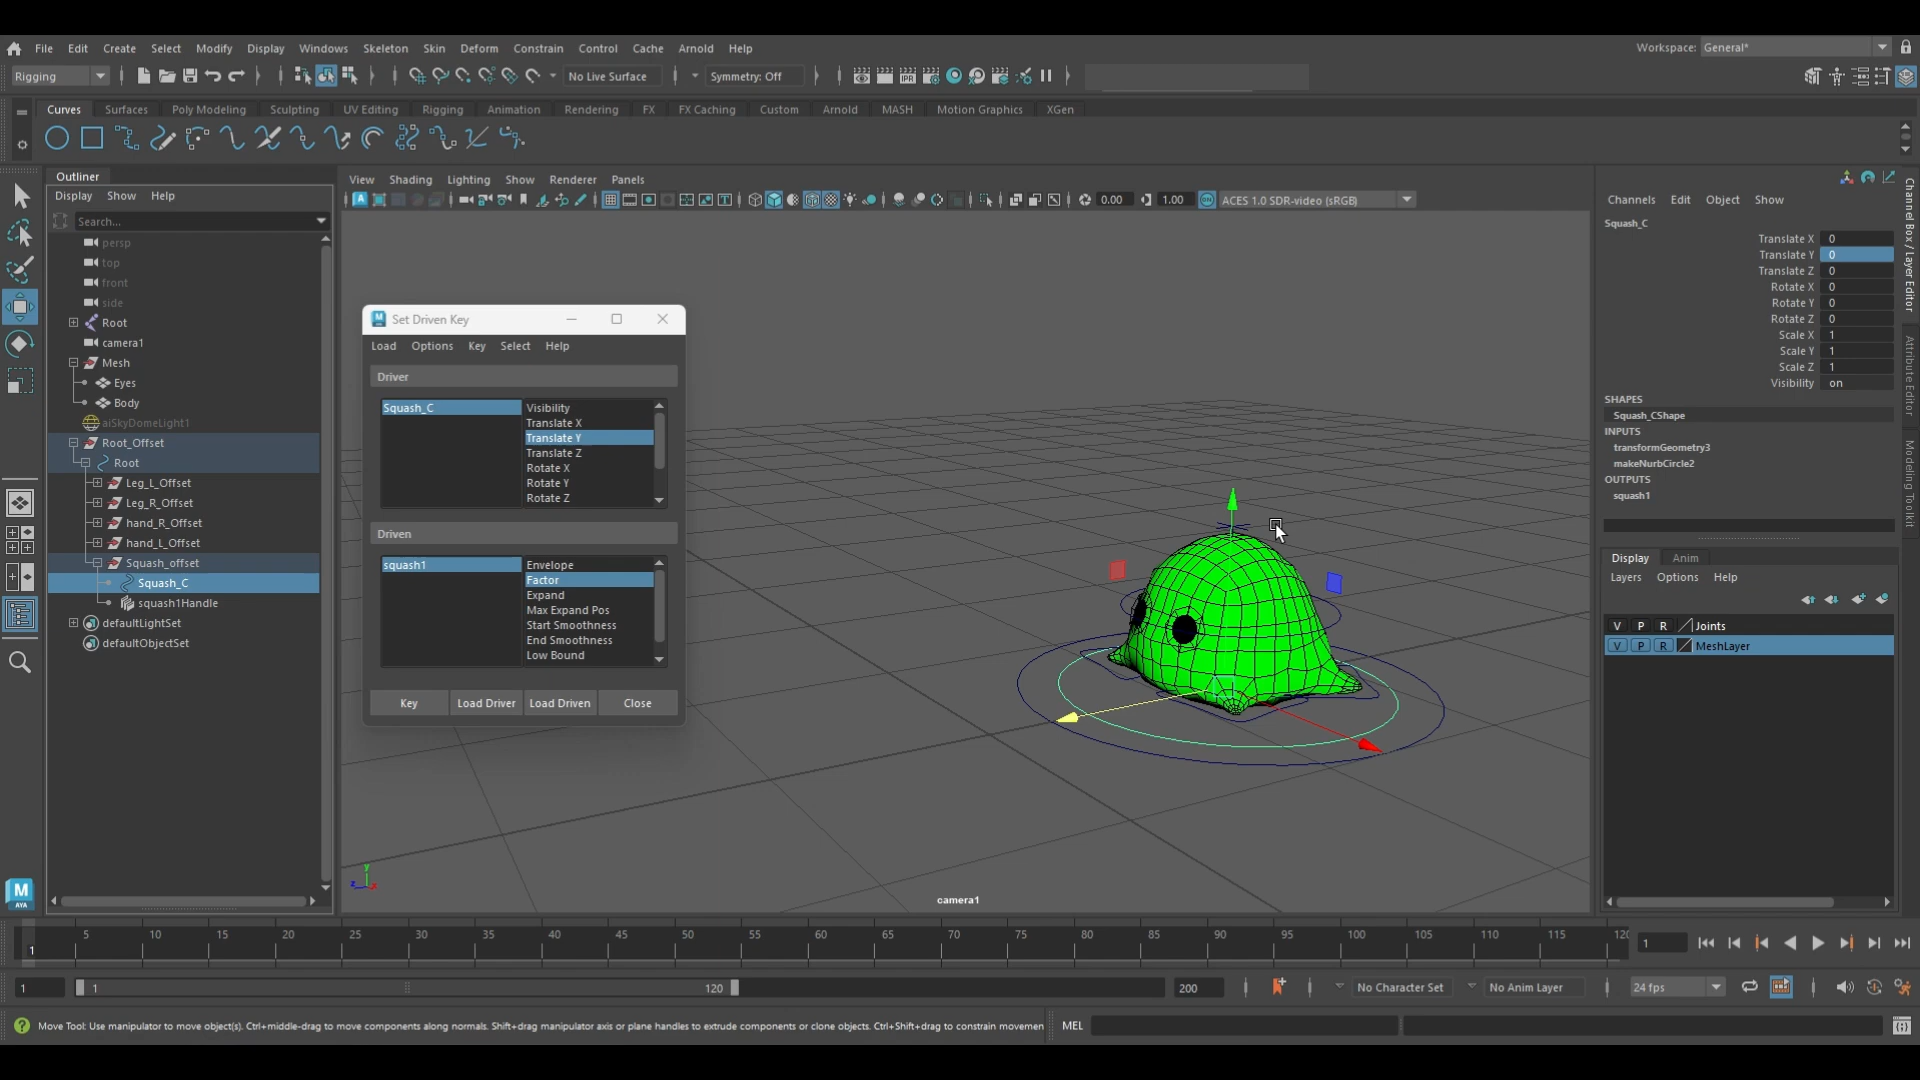 File Edit Create Select Modify Display Windows Skeleton Skin Deform Constrain Control Cache Arnold Help
Workspace: General*
Rigging
No Live Surface
Symmetry: Off
IPR
Curves Surfaces Poly Modeling Sculpting UV Editing Rigging Animation Rendering FX FX Caching Custom Arnold MASH Motion Graphics XGen
Outliner
Display Show Help
Search...
persp
top
front
side
Root
camera1
Mesh
Eyes
Body
aiSkyDomeLight1
Root_Offset
Root
Leg_L_Offset
Leg_R_Offset
hand_R_Offset
hand_L_Offset
Squash_offset
Squash_C
squash1Handle
defaultLightSet
defaultObjectSet
View Shading Lighting Show Renderer Panels
0.00
1.00
ACES 1.0 SDR-video (sRGB)
Set Driven Key
Load Options Key Select Help
Driver
Squash_C
Visibility
Translate X
Translate Y
Translate Z
Rotate X
Rotate Y
Rotate Z
Driven
squash1
Envelope
Factor
Expand
Max Expand Pos
Start Smoothness
End Smoothness
Low Bound
Key
Load Driver
Load Driven
Close
camera1
Channels Edit Object Show
Squash_C
Translate X 0
Translate Y 0
Translate Z 0
Rotate X 0
Rotate Y 0
Rotate Z 0
Scale X 1
Scale Y 1
Scale Z 1
Visibility on
SHAPES
Squash_CShape
INPUTS
transformGeometry3
makeNurbCircle2
OUTPUTS
squash1
Display Anim
Layers Options Help
V P R Joints
V P R MeshLayer
Channel Box / Layer Editor
Attribute Editor
Modeling Toolkit
M
AYA
1 5 10 15 20 25 30 35 40 45 50 55 60 65 70 75 80 85 90 95 100 105 110 115 120
1
1
1
120
200
No Character Set
No Anim Layer
24 fps
Move Tool: Use manipulator to move object(s). Ctrl+middle-drag to move components along normals. Shift+drag manipulator axis or plane handles to extrude components or clone objects. Ctrl+Shift+drag to constrain movemen
MEL